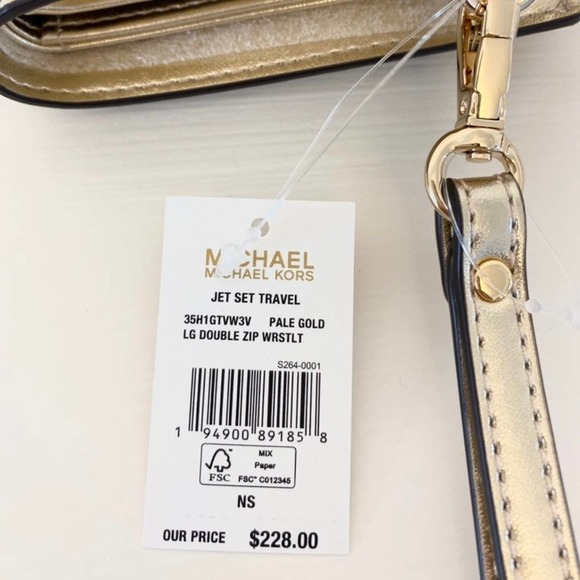 MICHAEL
MICHAEL KORS
JET SET TRAVEL
35H1GTVW3V PALE GOLD
LG DOUBLE ZIP WRSTLT
S264-0001
1 94900 89185 8
FSC
MIX
Paper
FSC® C012345
NS
OUR PRICE $228.00